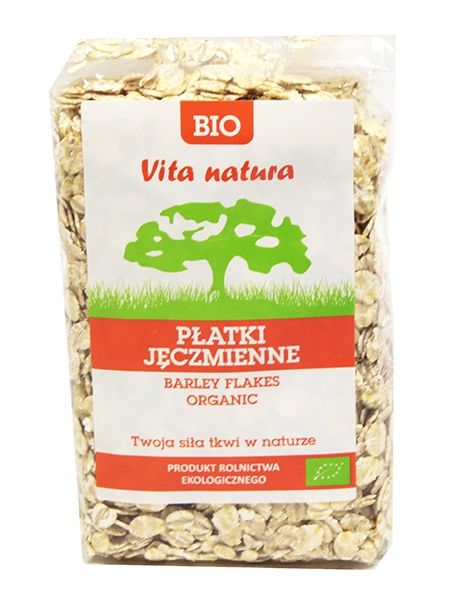 BIO
Vita natura
PŁATKI
JĘCZMIENNE
BARLEY FLAKES
ORGANIC
Twoja siła tkwi w naturze
PRODUKT ROLNICTWA
EKOLOGICZNEGO